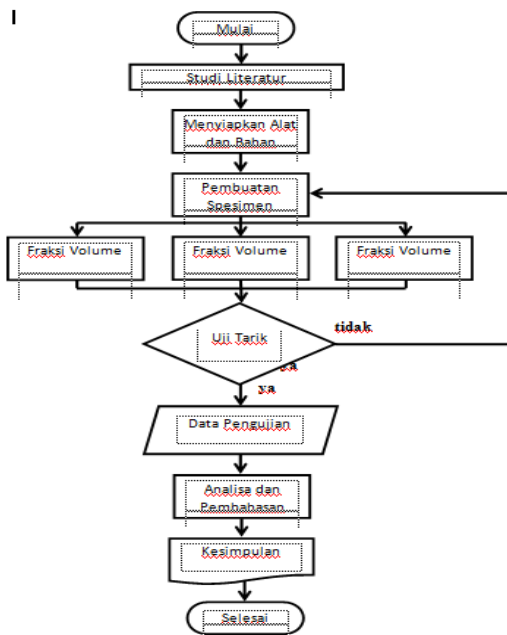 I
Mulai
Studi Literatur
Menyiapkan Alat
dan Bahan
Pembuatan
Spesimen
Fraksi Volume
Fraksi Volume
Fraksi Volume
Uji Tarik
tidak
ya
ya
Data Pengujian
Analisa dan
Pembahasan
Kesimpulan
Selesai